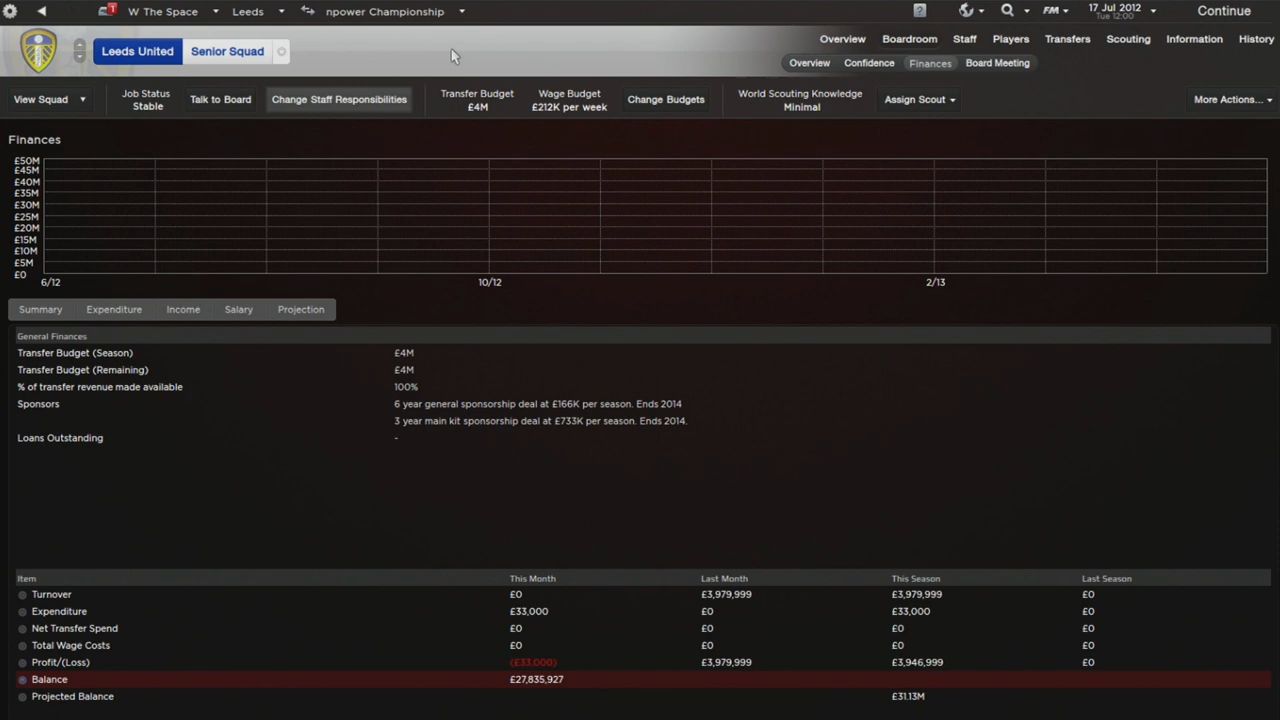 1 W The Space Leeds npower Championship ? FM 17 Jul 2012 Continue
Tue 12:00
Leeds United Senior Squad Overview Boardroom Staff Players Transfers Scouting Information History
Overview Confidence Finances Board Meeting
View Squad Job Status Talk to Board Change Staff Responsibilities Transfer Budget Wage Budget Change Budgets World Scouting Knowledge Assign Scout More Actions...
Stable £4M £212K per week Minimal
Finances
£50M
£45M
£40M
£35M
£30M
£25M
£20M
£15M
£10M
£5M
£0
6/12 10/12 2/13
Summary Expenditure Income Salary Projection
General Finances
Transfer Budget (Season) £4M
Transfer Budget (Remaining) £4M
% of transfer revenue made available 100%
Sponsors 6 year general sponsorship deal at £166K per season. Ends 2014
3 year main kit sponsorship deal at £733K per season. Ends 2014.
Loans Outstanding -
Item This Month Last Month This Season Last Season
Turnover £0 £3,979,999 £3,979,999 £0
Expenditure £33,000 £0 £33,000 £0
Net Transfer Spend £0 £0 £0 £0
Total Wage Costs £0 £0 £0 £0
Profit/(Loss) (£33,000) £3,979,999 £3,946,999 £0
Balance £27,835,927
Projected Balance £31.13M